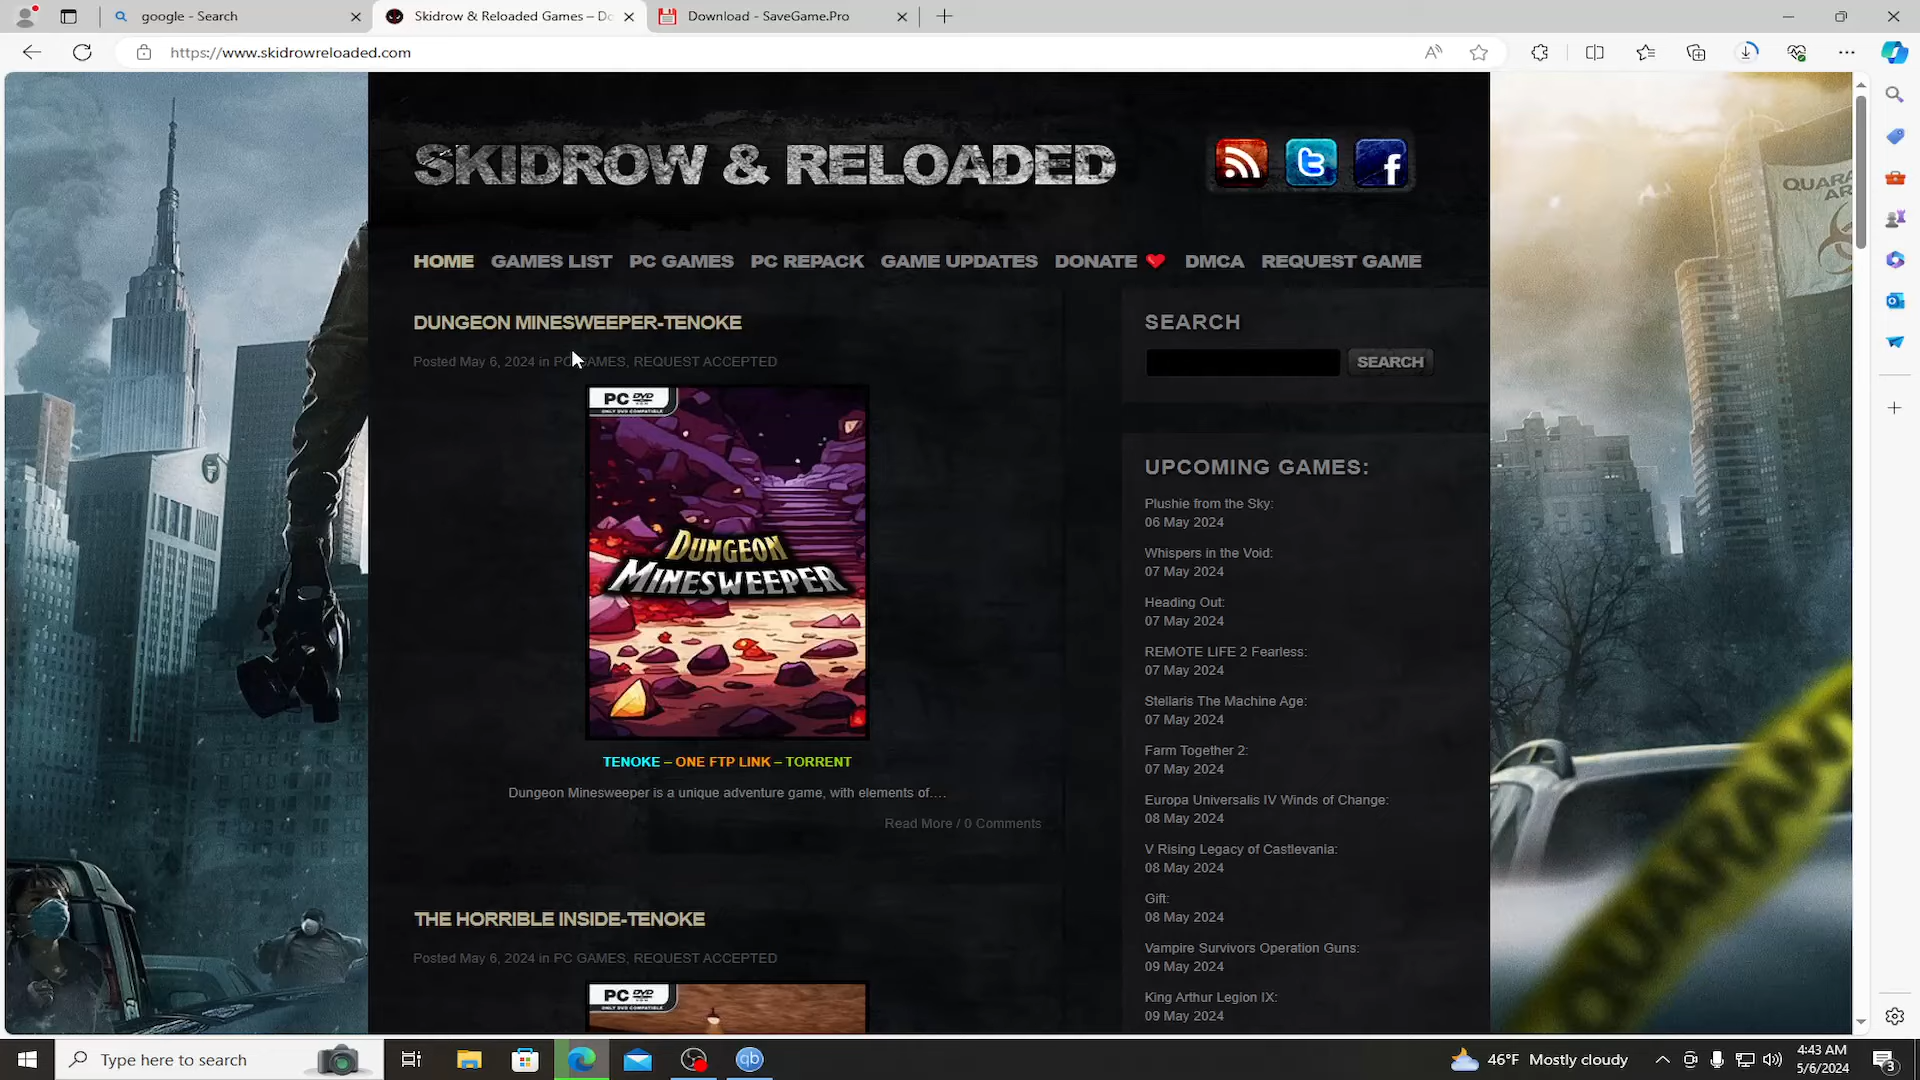 google - Search
Skidrow & Reloaded Games – Do
Download - SaveGame.Pro
https://www.skidrowreloaded.com
SKIDROW & RELOADED
HOME GAMES LIST PC GAMES PC REPACK GAME UPDATES DONATE DMCA REQUEST GAME
DUNGEON MINESWEEPER-TENOKE
Posted May 6, 2024 in PC GAMES, REQUEST ACCEPTED
PC DVD
DUNGEON
MINESWEEPER
TENOKE – ONE FTP LINK – TORRENT
Dungeon Minesweeper is a unique adventure game, with elements of….
Read More / 0 Comments
THE HORRIBLE INSIDE-TENOKE
Posted May 6, 2024 in PC GAMES, REQUEST ACCEPTED
PC DVD
SEARCH
SEARCH
UPCOMING GAMES:
Plushie from the Sky:
06 May 2024
Whispers in the Void:
07 May 2024
Heading Out:
07 May 2024
REMOTE LIFE 2 Fearless:
07 May 2024
Stellaris The Machine Age:
07 May 2024
Farm Together 2:
07 May 2024
Europa Universalis IV Winds of Change:
08 May 2024
V Rising Legacy of Castlevania:
08 May 2024
Gift:
08 May 2024
Vampire Survivors Operation Guns:
09 May 2024
King Arthur Legion IX:
09 May 2024
QUARA
AR
QUARANT
QUARANT
Type here to search
qb
46°F Mostly cloudy
4:43 AM
5/6/2024
3